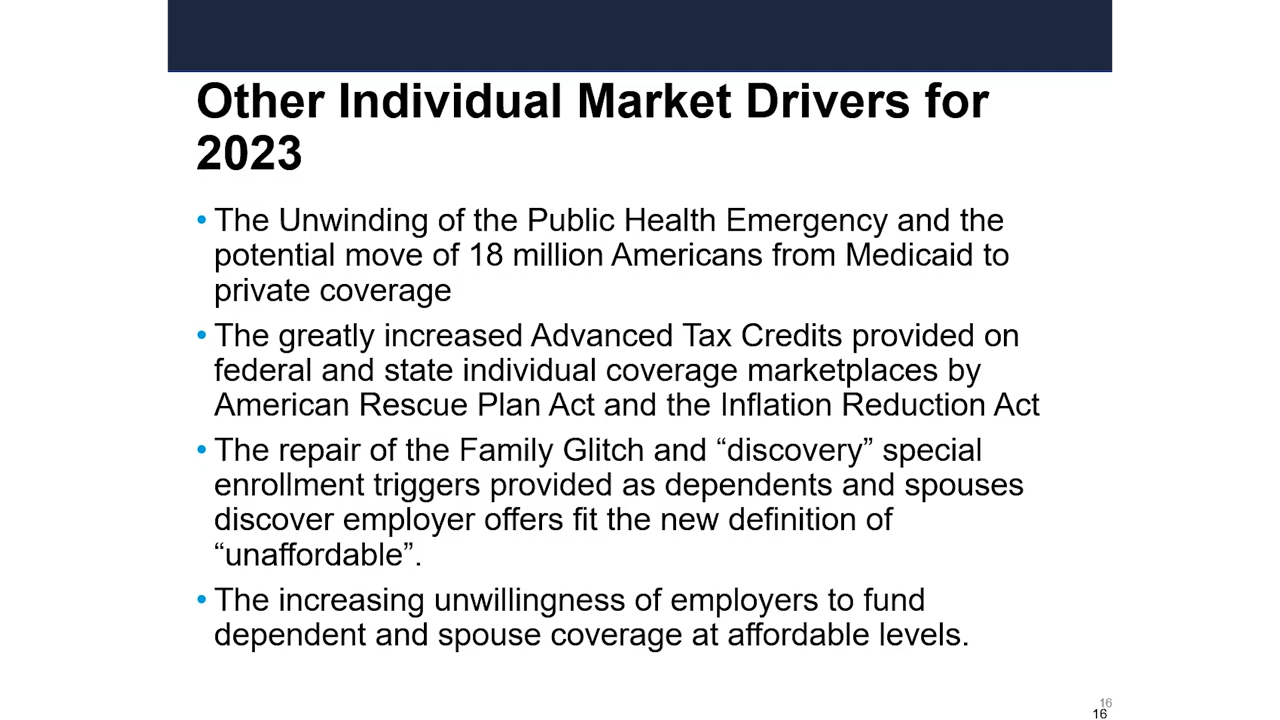 Other Individual Market Drivers for
2023
• The Unwinding of the Public Health Emergency and the
potential move of 18 million Americans from Medicaid to
private coverage
• The greatly increased Advanced Tax Credits provided on
federal and state individual coverage marketplaces by
American Rescue Plan Act and the Inflation Reduction Act
• The repair of the Family Glitch and “discovery” special
enrollment triggers provided as dependents and spouses
discover employer offers fit the new definition of
“unaffordable”.
• The increasing unwillingness of employers to fund
dependent and spouse coverage at affordable levels.
16
16